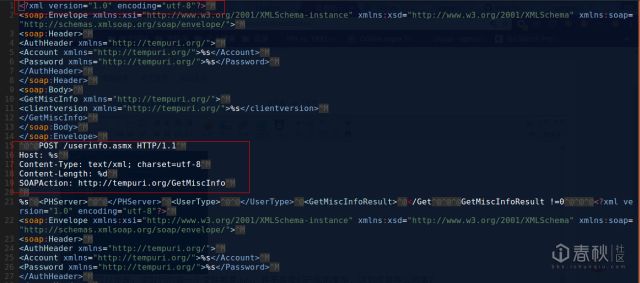 1 <?xml version="1.0" encoding="utf-8"?>^M
2 <soap:Envelope xmlns:xsi="http://www.w3.org/2001/XMLSchema-instance" xmlns:xsd="http://www.w3.org/2001/XMLSchema" xmlns:soap=
"http://schemas.xmlsoap.org/soap/envelope/">^M
3 <soap:Header>^M
4 <AuthHeader xmlns="http://tempuri.org/">^M
5 <Account xmlns="http://tempuri.org/">%s</Account>^M
6 <Password xmlns="http://tempuri.org/">%s</Password>^M
7 </AuthHeader>^M
8 </soap:Header>^M
9 <soap:Body>^M
10 <GetMiscInfo xmlns="http://tempuri.org/">^M
11 <clientversion xmlns="http://tempuri.org/">%s</clientversion>^M
12 </GetMiscInfo>^M
13 </soap:Body>^M
14 </soap:Envelope>^M
15 ^@^@POST /userinfo.asmx HTTP/1.1^M
16 Host: %s^M
17 Content-Type: text/xml; charset=utf-8^M
18 Content-Length: %d^M
19 SOAPAction: http://tempuri.org/GetMiscInfo^M
20 ^M
21 %s^@<PHServer>^@^@</PHServer>^@<UserType>^@^@</UserType>^@<GetMiscInfoResult>^@</Get^@^@^@^@GetMiscInfoResult !=0^@^@^@^@<?xml ve
rsion="1.0" encoding="utf-8"?>^M
22 <soap:Envelope xmlns:xsi="http://www.w3.org/2001/XMLSchema-instance" xmlns:xsd="http://www.w3.org/2001/XMLSchema" xmlns:soap=
"http://schemas.xmlsoap.org/soap/envelope/">^M
23 <soap:Header>^M
24 <AuthHeader xmlns="http://tempuri.org/">^M
25 <Account xmlns="http://tempuri.org/">%s</Account>^M
26 <Password xmlns="http://tempuri.org/">%s</Password>^M
27 </AuthHeader>^M
i春秋 社区
bbs.ichunqiu.com